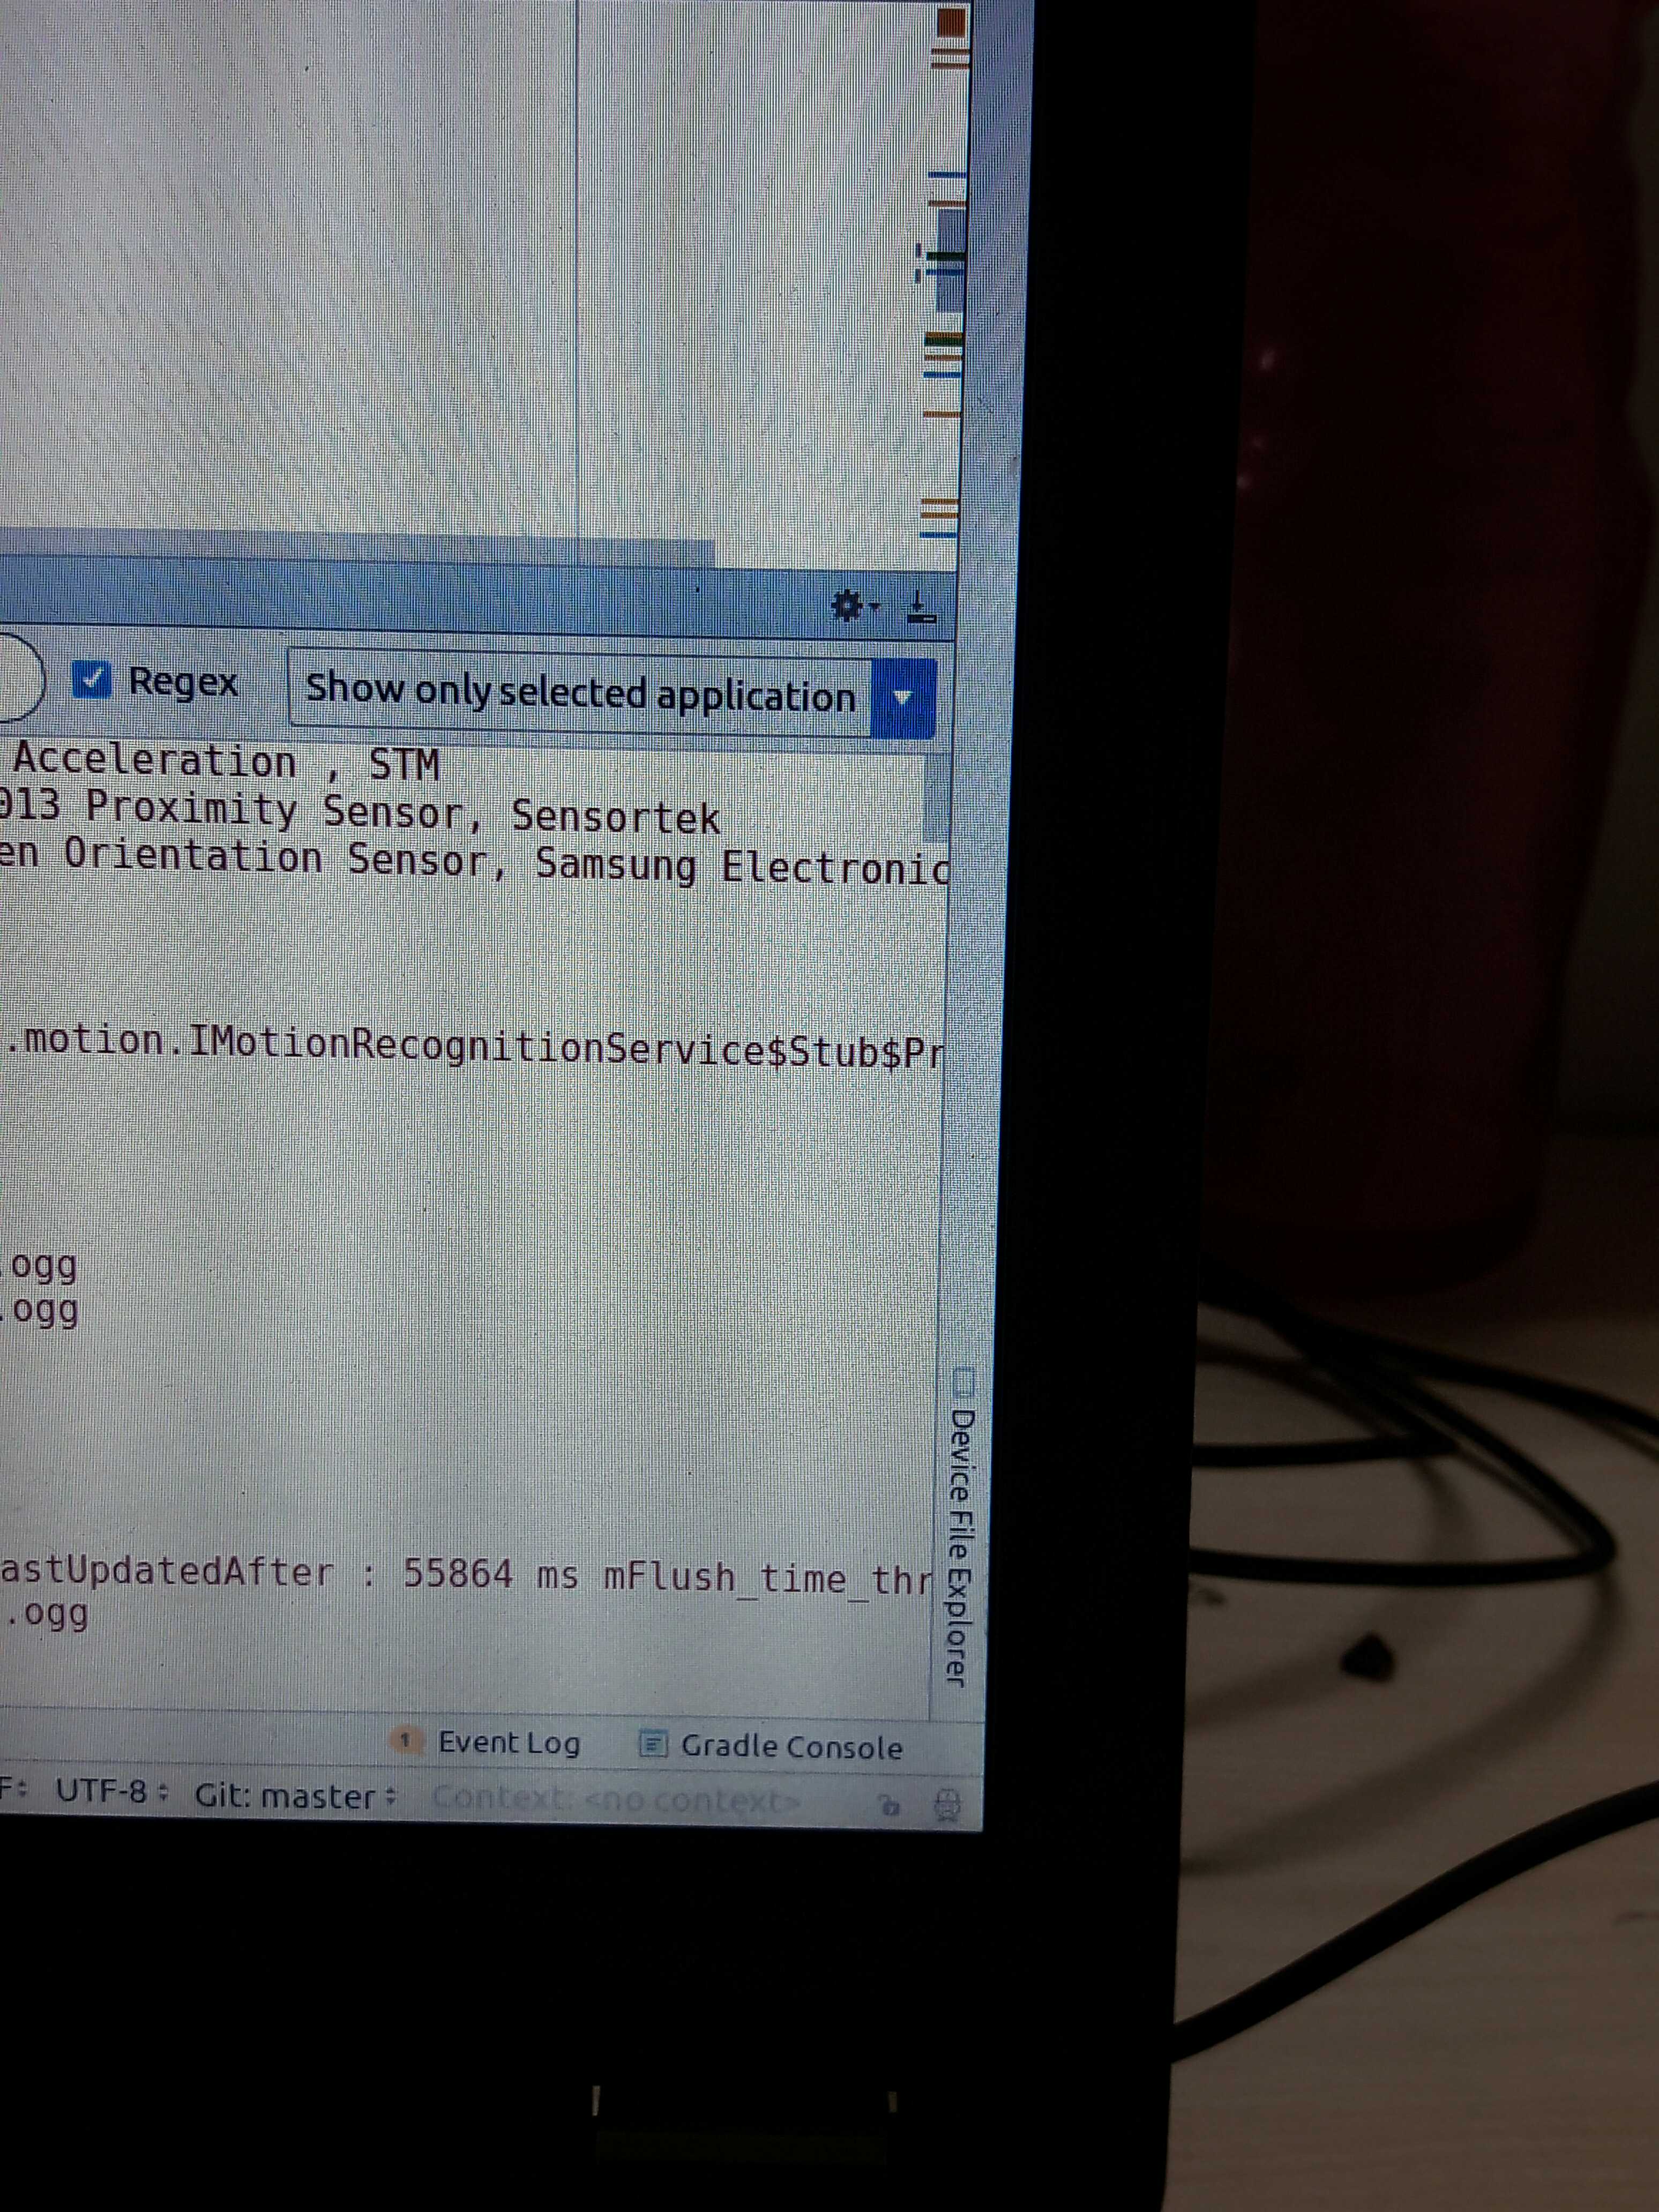 Regex Show only selected application
Acceleration , STM
013 Proximity Sensor, Sensortek
en Orientation Sensor, Samsung Electronic
.motion.IMotionRecognitionService$Stub$Pr
.ogg
.ogg
astUpdatedAfter : 55864 ms mFlush_time_thr
.ogg
Device File Explorer
1 Event Log Gradle Console
F UTF-8 Git: master Context: <no context>